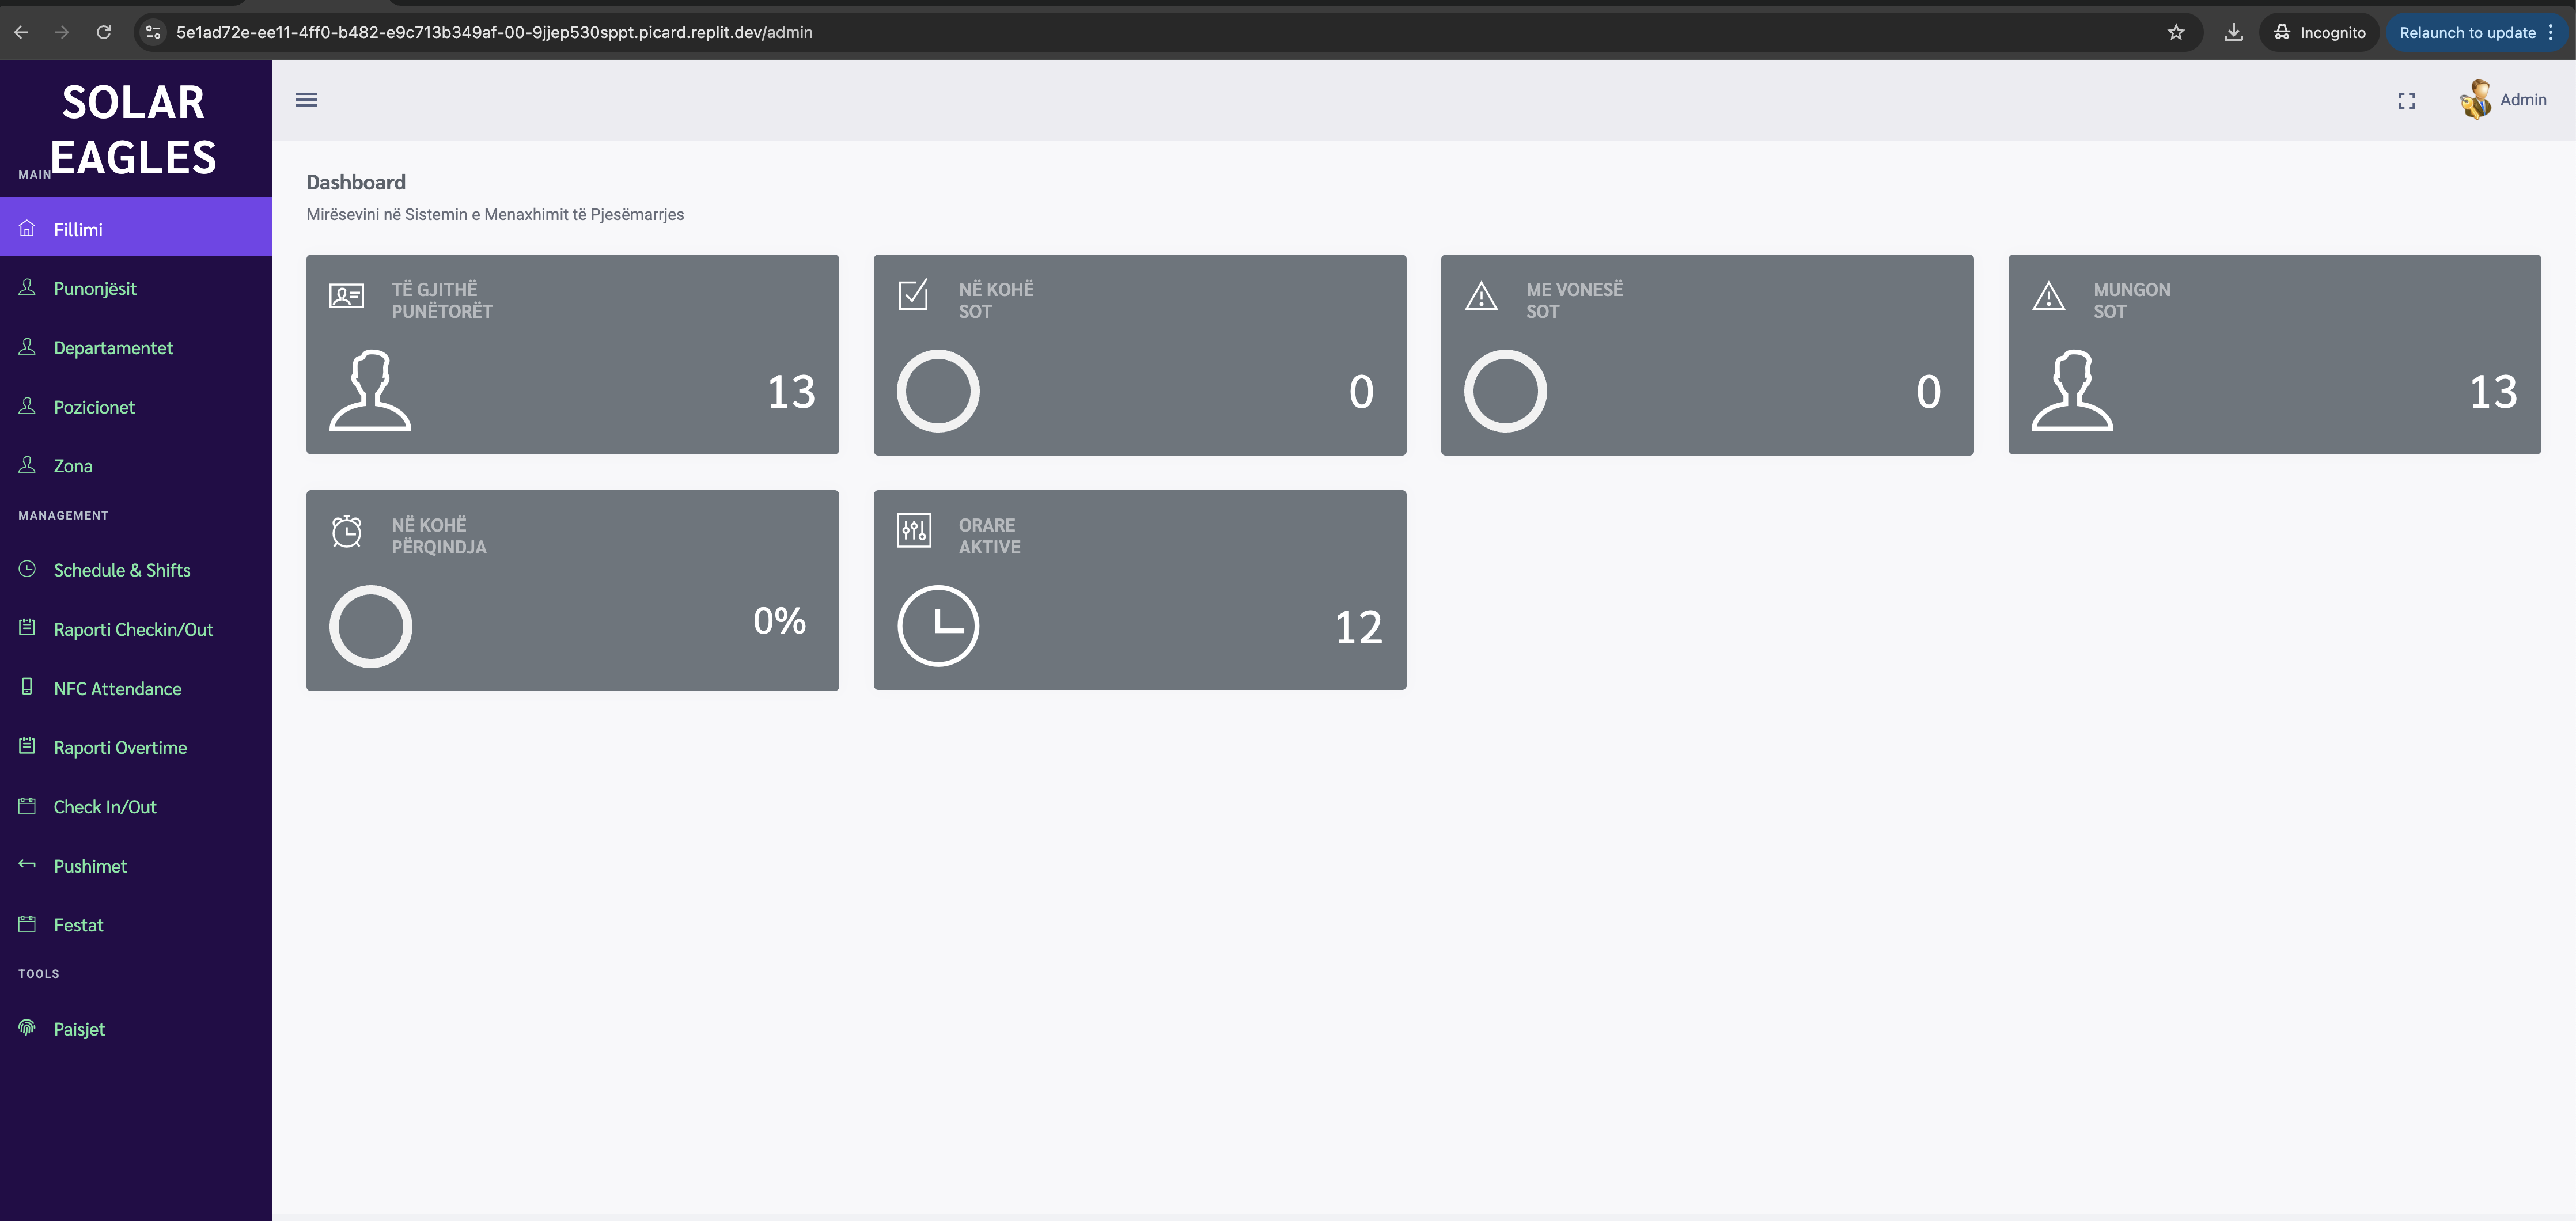 5e1ad72e-ee11-4ff0-b482-e9c713b349af-00-9jjep530sppt.picard.replit.dev/admin
Incognito
Relaunch to update
SOLAR
EAGLES
MAIN
Fillimi
Punonjësit
Departamentet
Pozicionet
Zona
MANAGEMENT
Schedule & Shifts
Raporti Checkin/Out
NFC Attendance
Raporti Overtime
Check In/Out
Pushimet
Festat
TOOLS
Paisjet
Admin
Dashboard
Mirësevini në Sistemin e Menaxhimit të Pjesëmarrjes
TË GJITHË
PUNËTORËT
13
NË KOHË
SOT
0
ME VONESË
SOT
0
MUNGON
SOT
13
NË KOHË
PËRQINDJA
0%
ORARE
AKTIVE
12